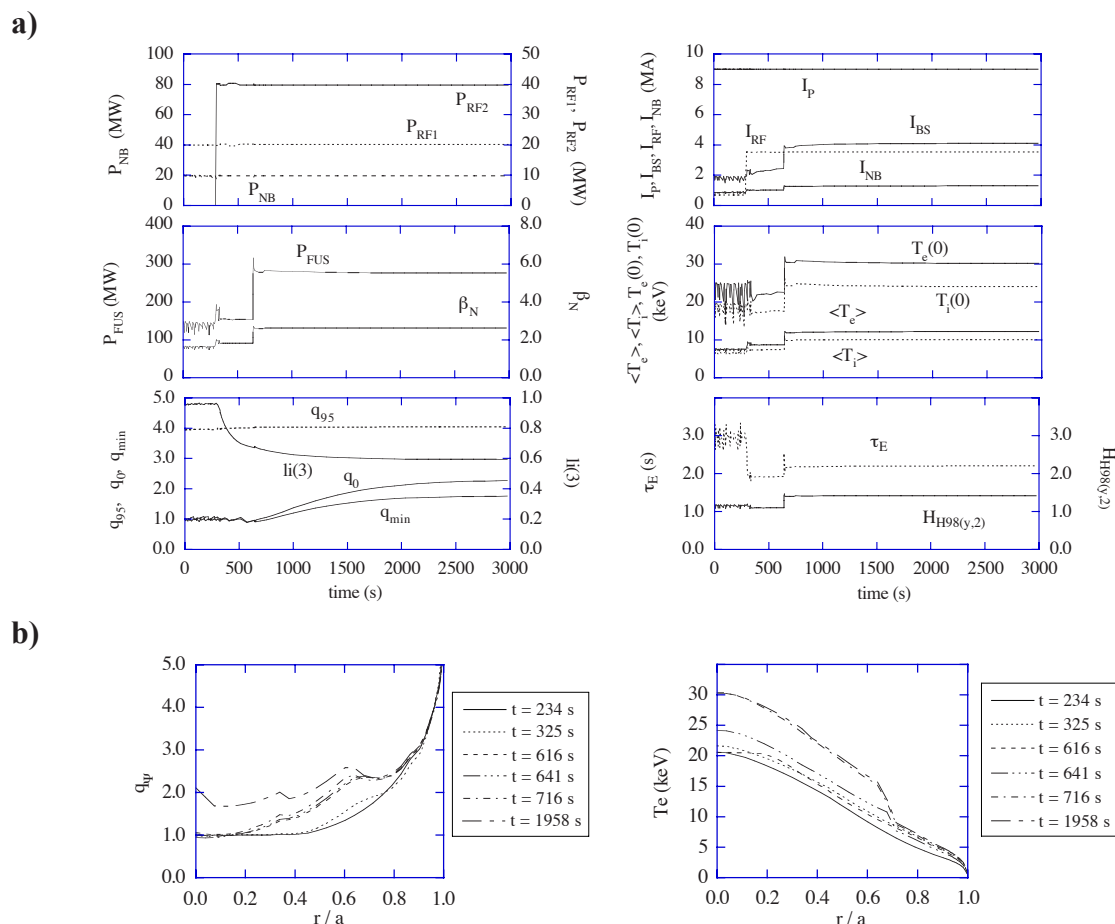 a)
100
80
60
40
20
0
P_NB (MW)
50
40
30
20
10
0
P_RF1, P_RF2 (MW)
P_RF2
P_RF1
P_NB
10
8
6
4
2
0
I_P, I_BS, I_RF, I_NB (MA)
I_P
I_RF
I_BS
I_NB
400
300
200
100
0.0
P_FUS (MW)
8.0
6.0
4.0
2.0
0.0
β_N
P_FUS
β_N
40
30
20
10
0
<T_e>, <T_i>, T_e(0), T_i(0)
(keV)
T_e(0)
T_i(0)
<T_e>
<T_i>
5.0
4.0
3.0
2.0
1.0
0.0
q_95, q_0, q_min
1.0
0.8
0.6
0.4
0.2
0.0
li(3)
q_95
li(3)
q_0
q_min
0 500 1000 1500 2000 2500 3000
time (s)
4.0
3.0
2.0
1.0
0.0
τ_E (s)
4.0
3.0
2.0
1.0
0.0
H_H98(y,2)
τ_E
H_H98(y,2)
0 500 1000 1500 2000 2500 3000
time (s)
b)
5.0
4.0
3.0
2.0
1.0
0.0
q_ψ
0.0 0.2 0.4 0.6 0.8 1.0
r / a
t = 234 s
t = 325 s
t = 616 s
t = 641 s
t = 716 s
t = 1958 s
35
30
25
20
15
10
5
0
Te (keV)
0.0 0.2 0.4 0.6 0.8 1.0
r / a
t = 234 s
t = 325 s
t = 616 s
t = 641 s
t = 716 s
t = 1958 s